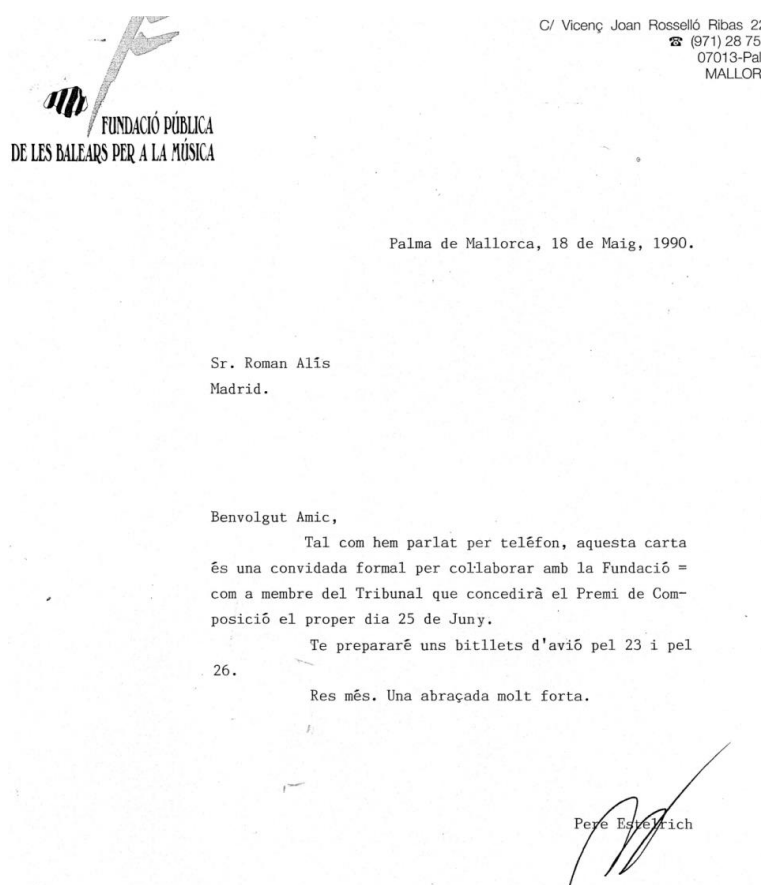 C/ Vicenç Joan Rosselló Ribas 22
☎ (971) 28 75
07013-Pal
MALLOR
FUNDACIÓ PÚBLICA
DE LES BALEARS PER A LA MÚSICA
Palma de Mallorca, 18 de Maig, 1990.
Sr. Roman Alís
Madrid.
Benvolgut Amic,
Tal com hem parlat per teléfon, aquesta carta
és una convidada formal per col·laborar amb la Fundació =
com a membre del Tribunal que concedirà el Premi de Com-
posició el proper dia 25 de Juny.
Te prepararé uns bitllets d'avió pel 23 i pel
26.
Res més. Una abraçada molt forta.
Pere Estelrich